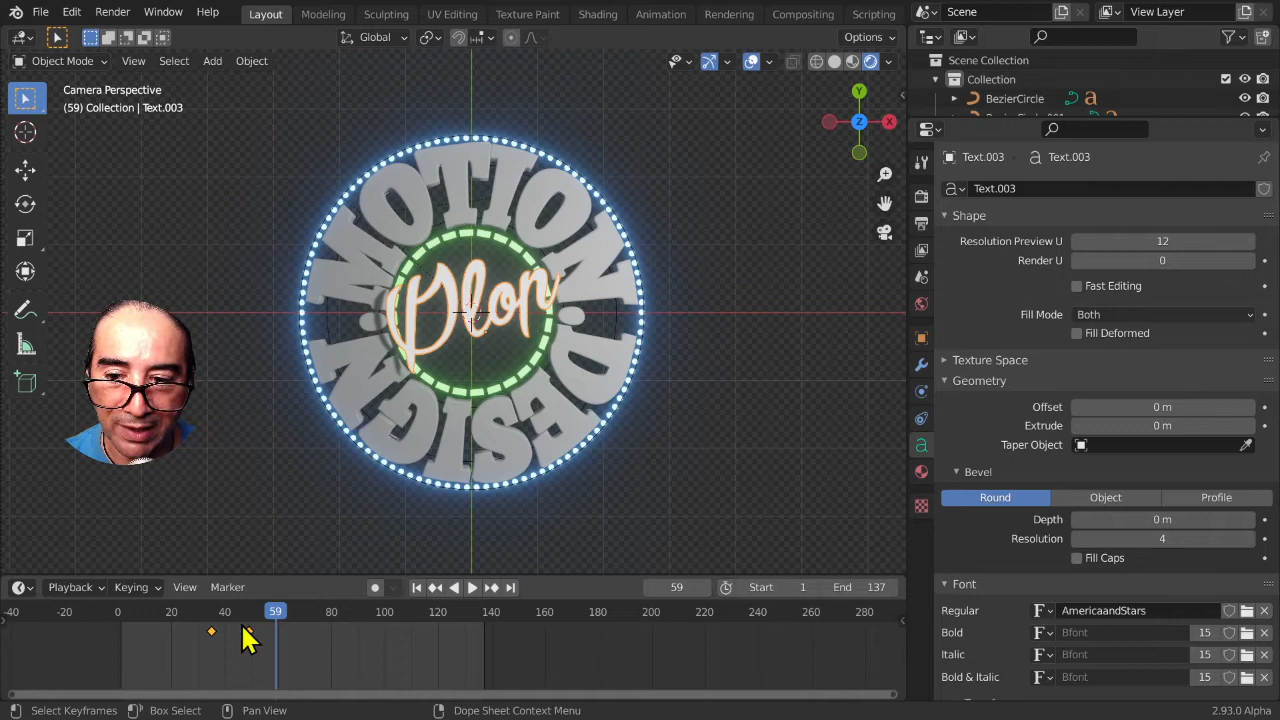 File Edit Render Window Help Layout Modeling Sculpting UV Editing Texture Paint Shading Animation Rendering Compositing Scripting Scene View Layer
Global Options
Object Mode View Select Add Object
Camera Perspective
(59) Collection | Text.003
Y
X
Z
MOTION.DESIGN.
Scene Collection
Collection
BezierCircle
Text.003 Text.003
Text.003
Shape
Resolution Preview U 12
Render U 0
Fast Editing
Fill Mode Both
Fill Deformed
Texture Space
Geometry
Offset 0 m
Extrude 0 m
Taper Object
Bevel
Round Object Profile
Depth 0 m
Resolution 4
Fill Caps
Font
Regular F AmericaandStars
Bold F Bfont 15
Italic F Bfont 15
Bold & Italic F Bfont 15
Playback Keying View Marker 59 Start 1 End 137
-40 -20 0 20 40 59 80 100 120 140 160 180 200 220 240 260 280
Select Keyframes Box Select Pan View Dope Sheet Context Menu 2.93.0 Alpha